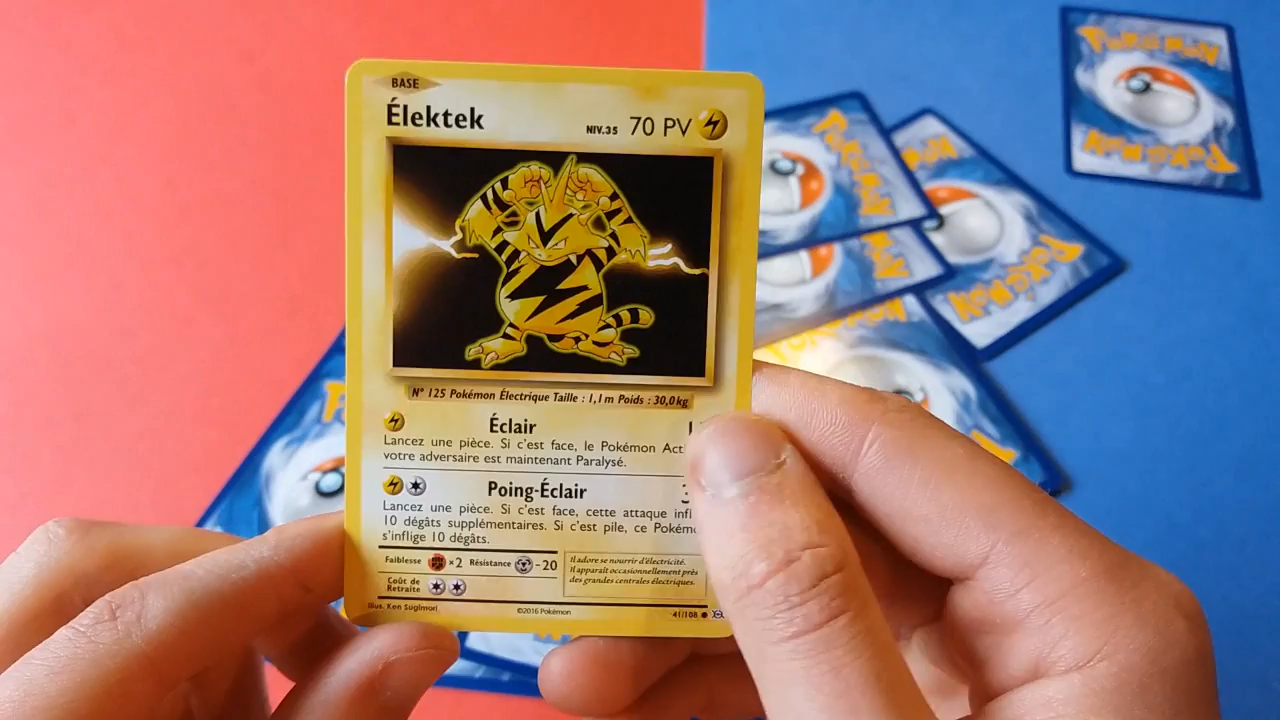 BASE
Élektek
NIV.35 70 PV
N° 125 Pokémon Électrique Taille : 1,1 m Poids : 30,0 kg
Éclair
Lancez une pièce. Si c'est face, le Pokémon
votre adversaire est maintenant Paralysé.
Poing-Éclair
Lancez une pièce. Si c'est face, cette attaque
10 dégâts supplémentaires. Si c'est pile, ce
s'inflige 10 dégâts.
Faiblesse ×2 Résistance -20
Coût de
Retraite
Il adore se nourrir d'électricité.
Il apparaît occasionnellement près
des grandes centrales électriques.
Illus. Ken Sugimori
©2016 Pokémon
41/108
POKéMON
POKéMON
POKéMON
POKéMON